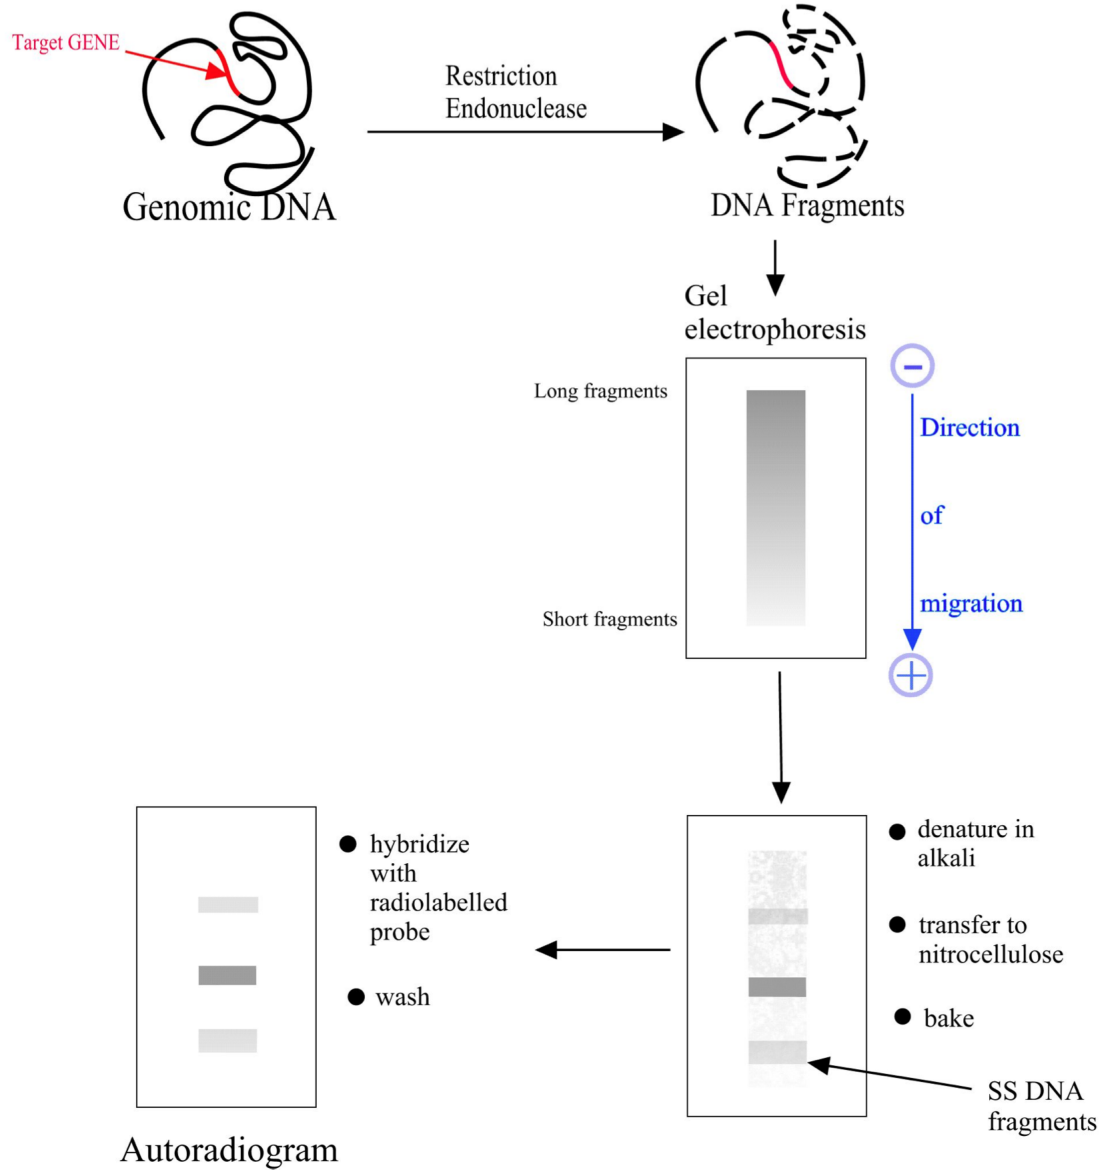 Target GENE
Restriction
Endonuclease
Genomic DNA
DNA Fragments
Gel
electrophoresis
Long fragments
-
Direction
of
migration
Short fragments
+
● denature in
alkali
● transfer to
nitrocellulose
● bake
SS DNA
fragments
● hybridize
with
radiolabelled
probe
● wash
Autoradiogram